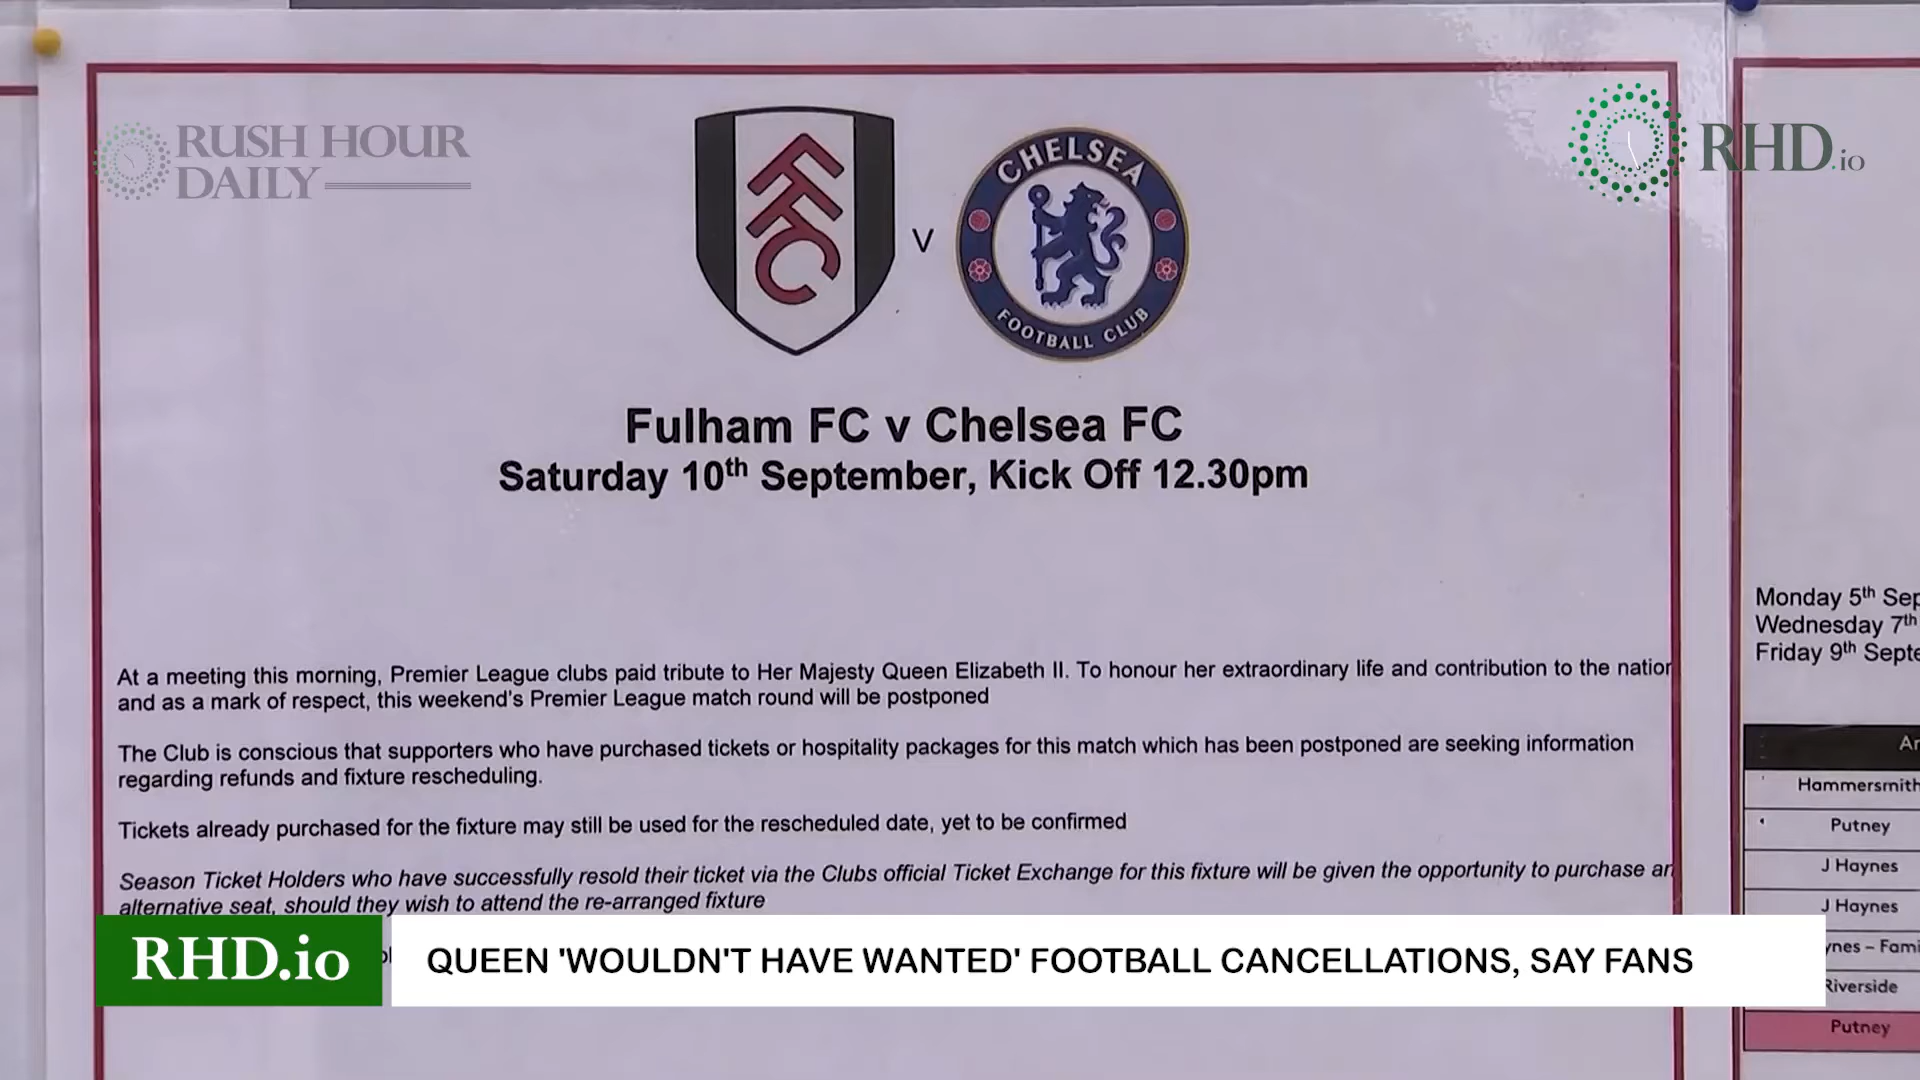 RUSH HOUR
DAILY
RHD.io
FFC
v
CHELSEA
FOOTBALL CLUB
Fulham FC v Chelsea FC
Saturday 10th September, Kick Off 12.30pm
At a meeting this morning, Premier League clubs paid tribute to Her Majesty Queen Elizabeth II. To honour her extraordinary life and contribution to the nation
and as a mark of respect, this weekend's Premier League match round will be postponed
The Club is conscious that supporters who have purchased tickets or hospitality packages for this match which has been postponed are seeking information
regarding refunds and fixture rescheduling.
Tickets already purchased for the fixture may still be used for the rescheduled date, yet to be confirmed
Season Ticket Holders who have successfully resold their ticket via the Clubs official Ticket Exchange for this fixture will be given the opportunity to purchase an
alternative seat, should they wish to attend the re-arranged fixture
Monday 5th Sep
Wednesday 7th
Friday 9th Septe
Hammersmith
Putney
J Haynes
J Haynes
ynes – Fami
Riverside
Putney
RHD.io
QUEEN 'WOULDN'T HAVE WANTED' FOOTBALL CANCELLATIONS, SAY FANS